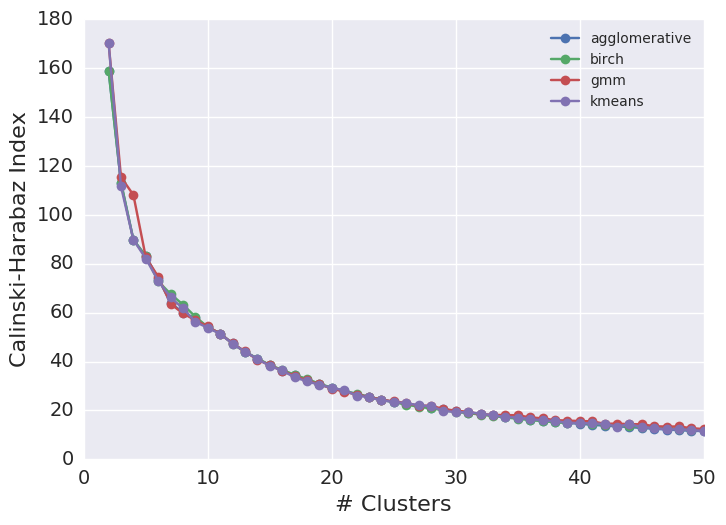 180
160
140
120
100
80
60
40
20
0
Calinski-Harabaz Index
agglomerative
birch
gmm
kmeans
0 10 20 30 40 50
# Clusters